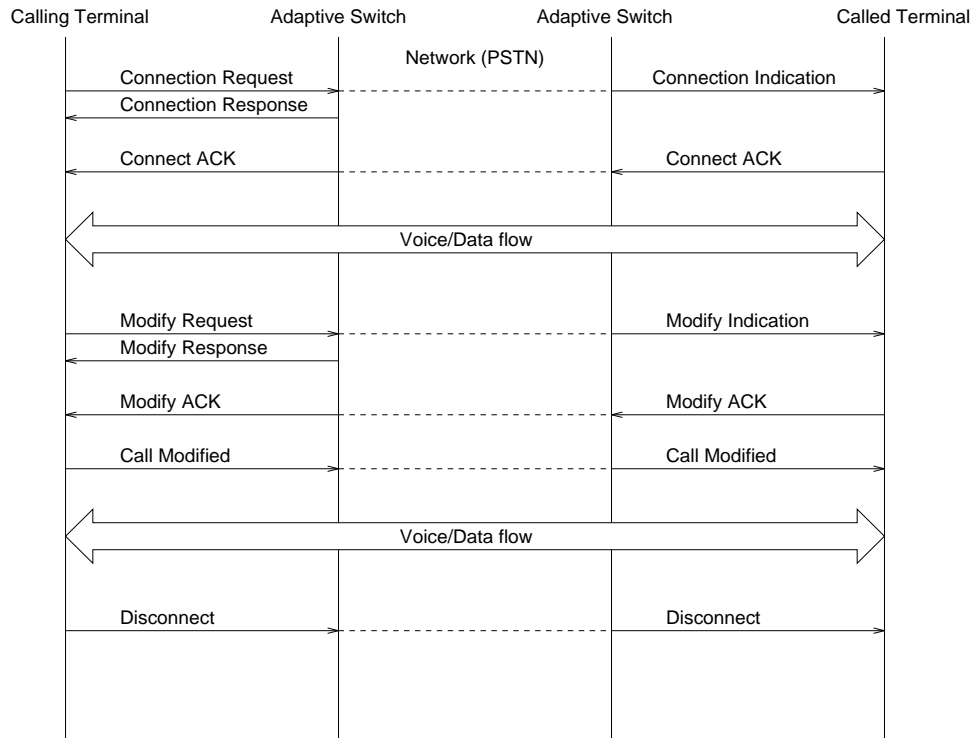 Calling Terminal Adaptive Switch Adaptive Switch Called Terminal
Network (PSTN)
Connection Request Connection Indication
Connection Response
Connect ACK Connect ACK
Voice/Data flow
Modify Request Modify Indication
Modify Response
Modify ACK Modify ACK
Call Modified Call Modified
Voice/Data flow
Disconnect Disconnect